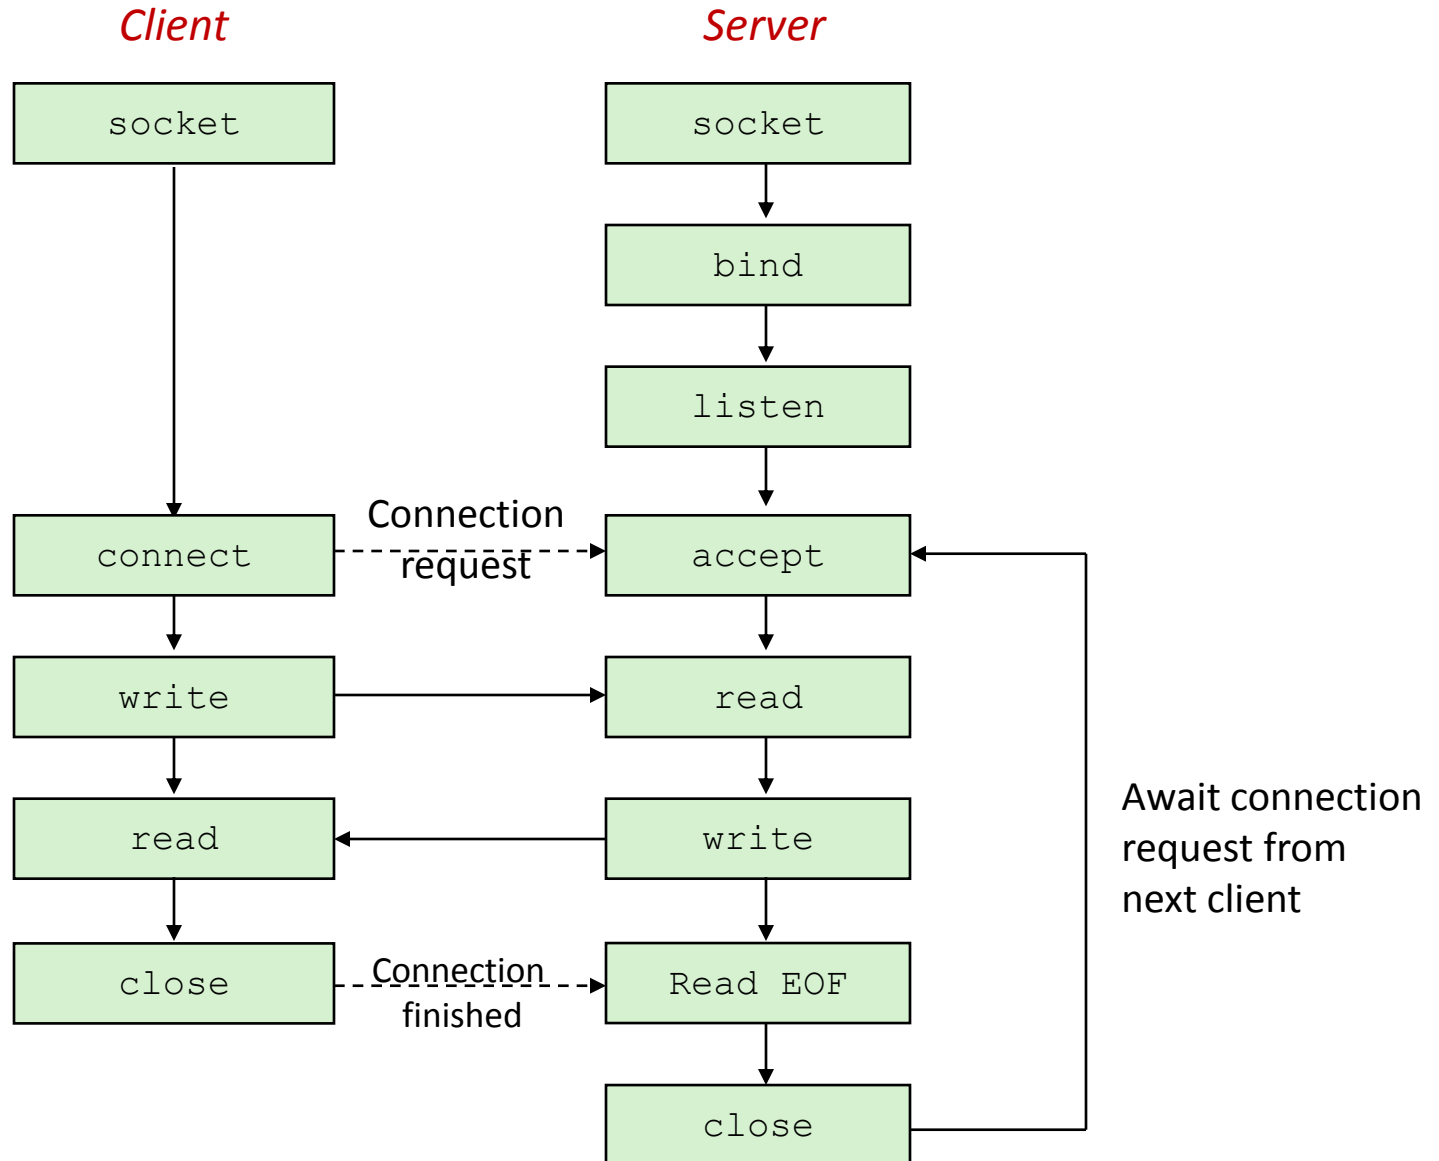 Client
Server
socket
socket
bind
listen
Connection
request
connect
accept
write
read
read
write
Await connection
request from
next client
close
Connection
finished
Read EOF
close